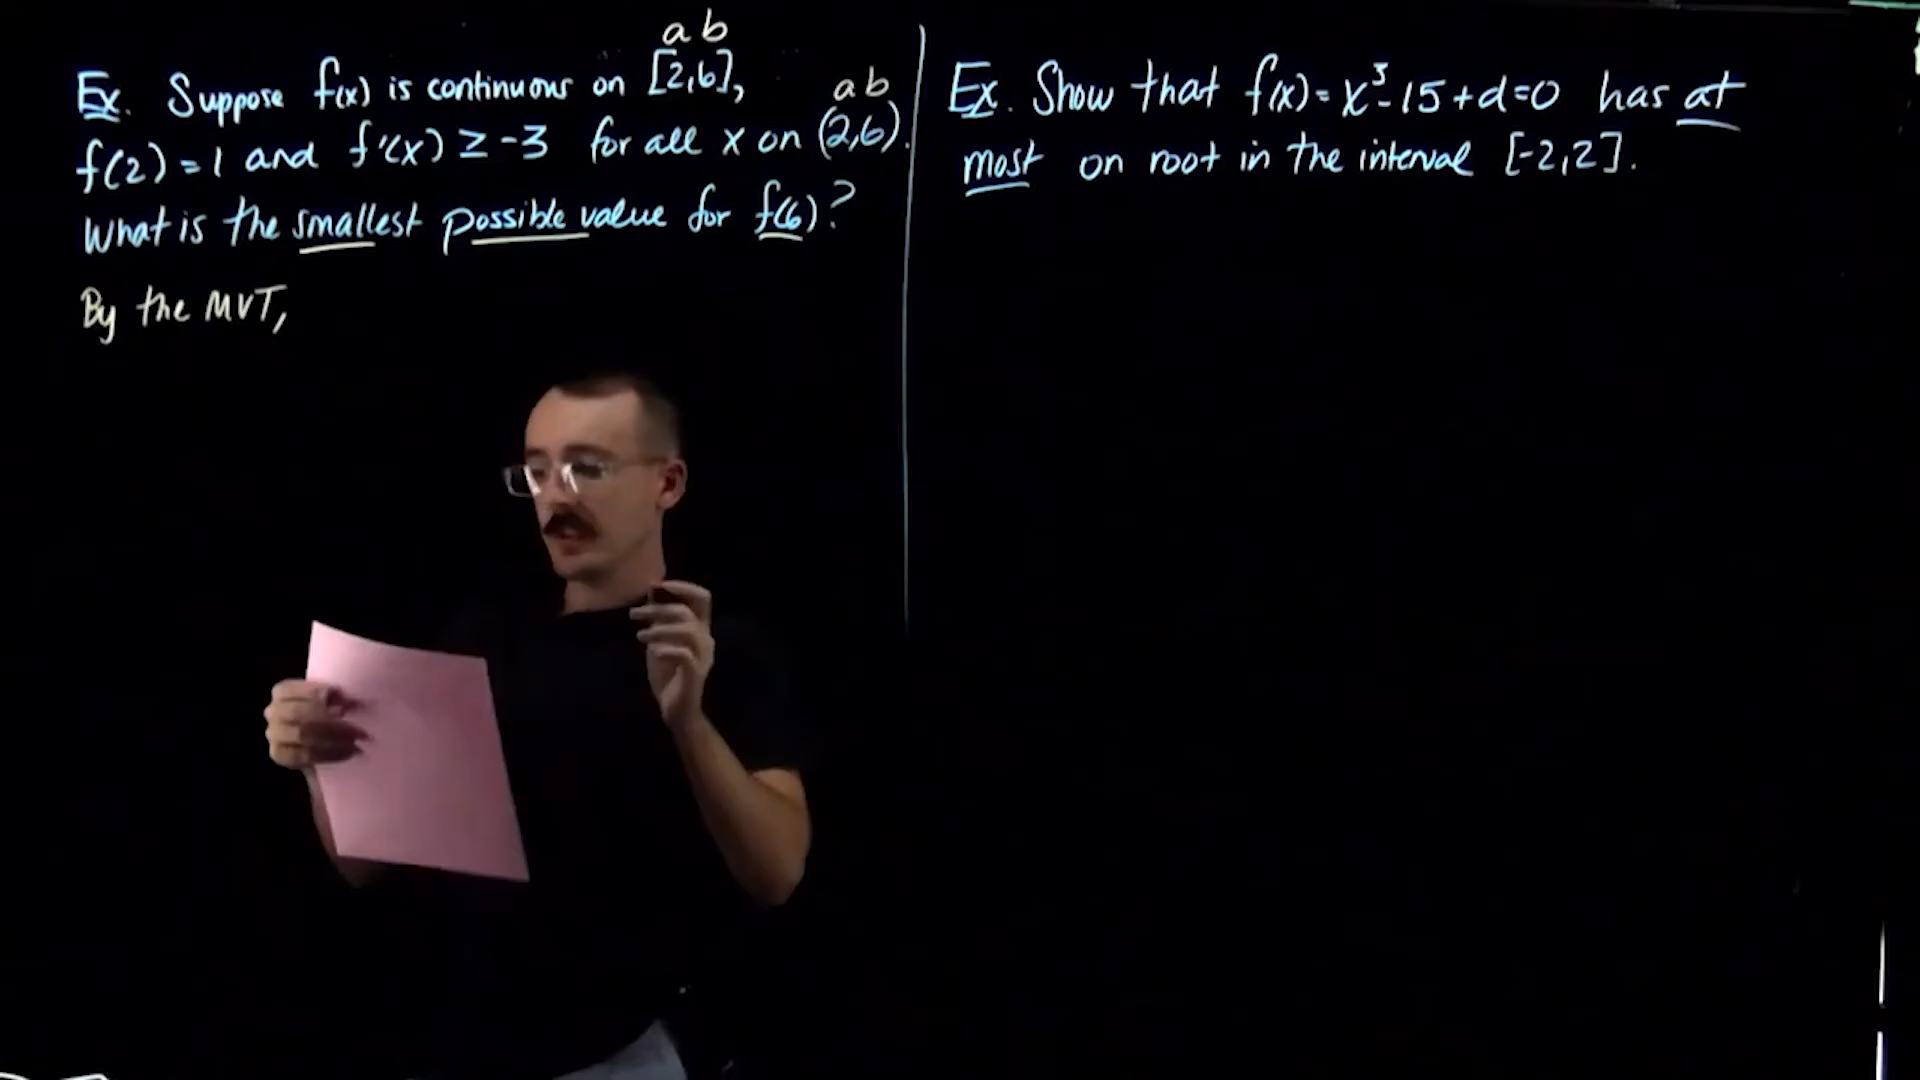 a b
Ex. Suppose f(x) is continuous on [2,6],
a b
f(2)=1 and f'(x) ≥ -3 for all x on (2,6).
What is the smallest possible value for f(6)?
By the MVT,
Ex. Show that f(x)=x³-15+d=0 has at
most on root in the interval [-2,2].